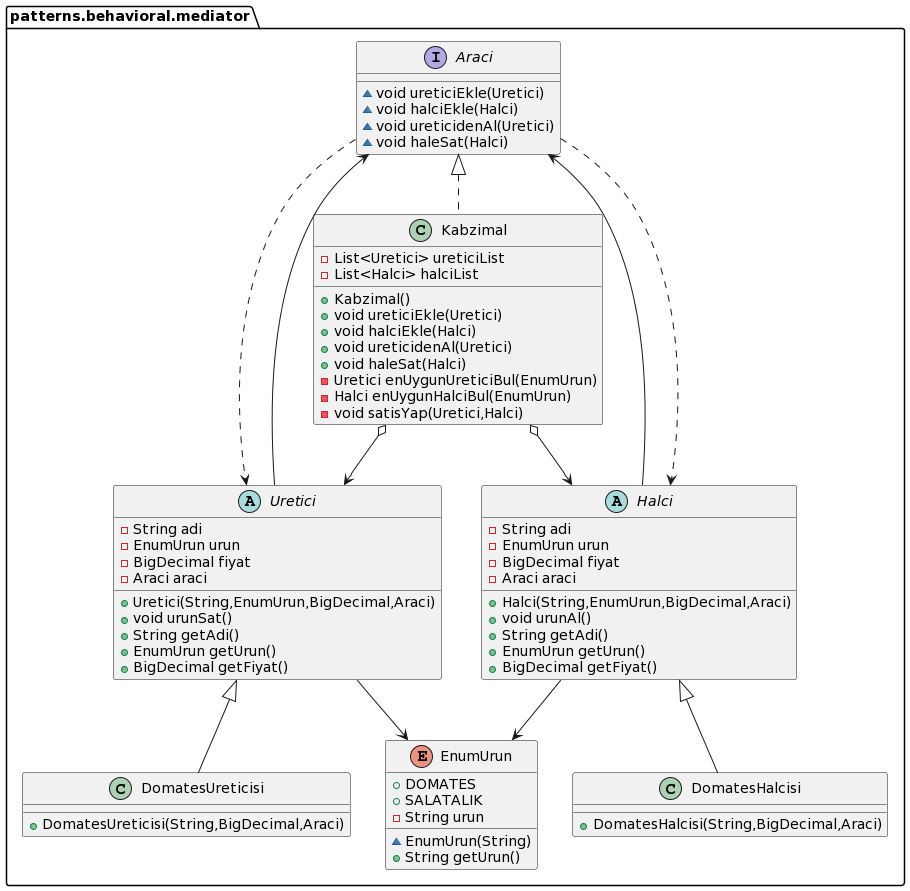 patterns.behavioral.mediator
I Araci
void ureticiEkle(Uretici)
void halciEkle(Halci)
void ureticidenAl(Uretici)
void haleSat(Halci)
C Kabzimal
List<Uretici> ureticiList
List<Halci> halciList
Kabzimal()
void ureticiEkle(Uretici)
void halciEkle(Halci)
void ureticidenAl(Uretici)
void haleSat(Halci)
Uretici enUygunUreticiBul(EnumUrun)
Halci enUygunHalciBul(EnumUrun)
void satisYap(Uretici,Halci)
A Uretici
String adi
EnumUrun urun
BigDecimal fiyat
Araci araci
Uretici(String,EnumUrun,BigDecimal,Araci)
void urunSat()
String getAdi()
EnumUrun getUrun()
BigDecimal getFiyat()
A Halci
String adi
EnumUrun urun
BigDecimal fiyat
Araci araci
Halci(String,EnumUrun,BigDecimal,Araci)
void urunAl()
String getAdi()
EnumUrun getUrun()
BigDecimal getFiyat()
C DomatesUreticisi
DomatesUreticisi(String,BigDecimal,Araci)
E EnumUrun
DOMATES
SALATALIK
String urun
EnumUrun(String)
String getUrun()
C DomatesHalcisi
DomatesHalcisi(String,BigDecimal,Araci)